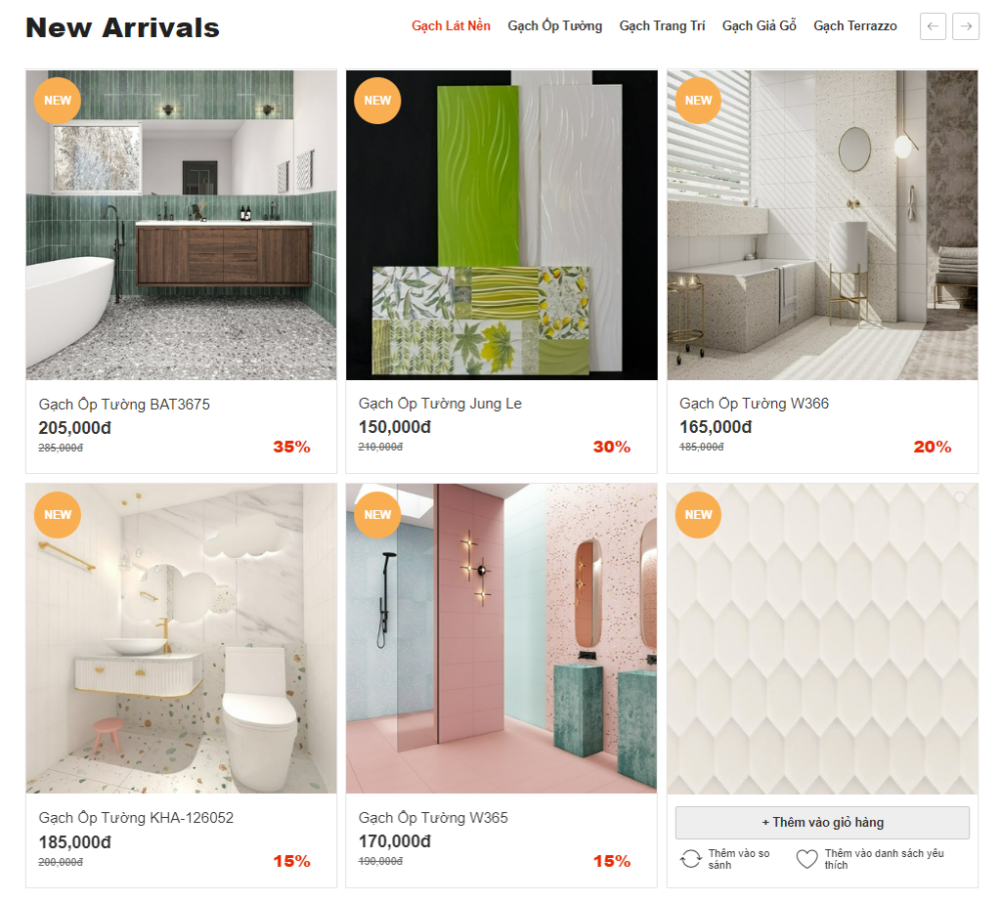 New Arrivals
Gạch Lát Nền Gạch Ốp Tường Gạch Trang Trí Gạch Giả Gỗ Gạch Terrazzo
NEW NEW NEW
Gạch Ốp Tường BAT3675
205,000đ
285,000đ 35%
Gạch Ốp Tường Jung Le
150,000đ
210,000đ 30%
Gạch Ốp Tường W366
165,000đ
185,000đ 20%
NEW NEW NEW
Gạch Ốp Tường KHA-126052
185,000đ
200,000đ 15%
Gạch Ốp Tường W365
170,000đ
190,000đ 15%
+ Thêm vào giỏ hàng
Thêm vào so
sánh
Thêm vào danh sách yêu
thích